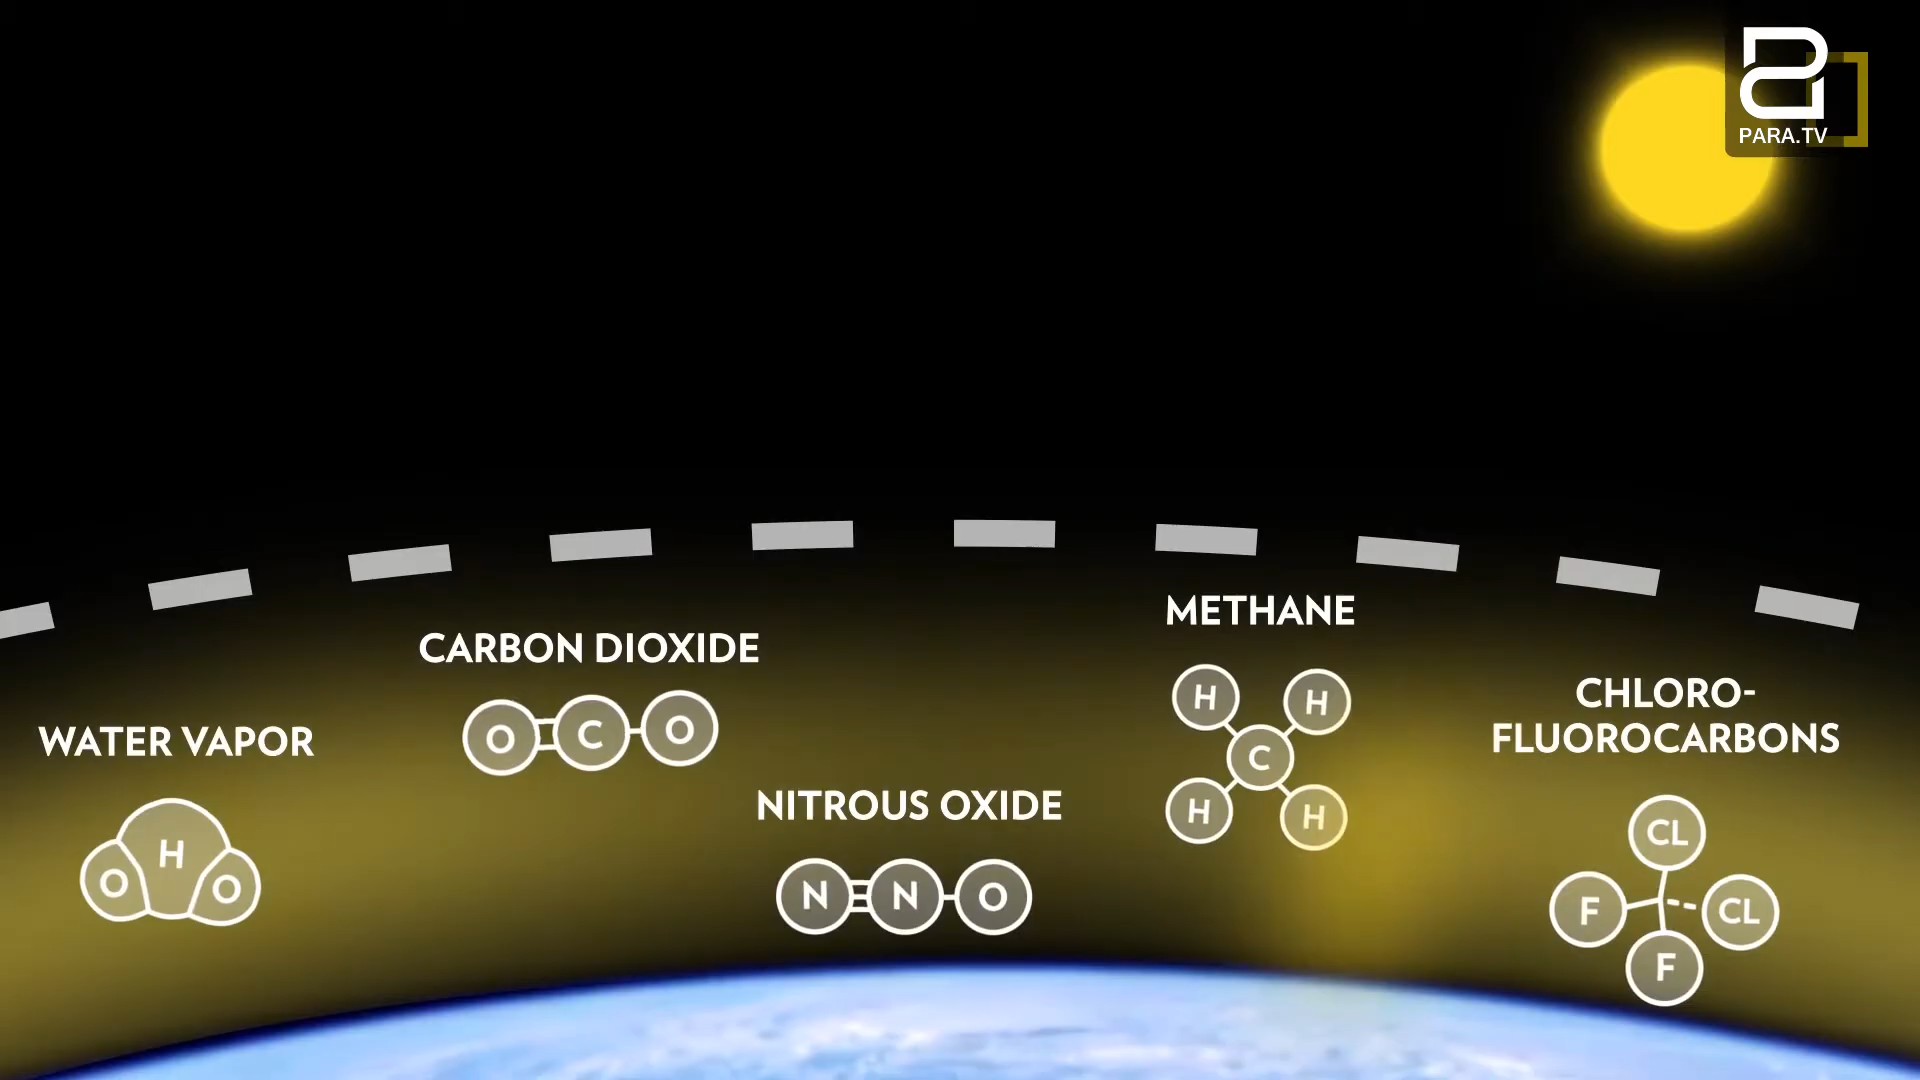 PARA.TV
METHANE
CARBON DIOXIDE
CHLORO-
FLUOROCARBONS
WATER VAPOR
NITROUS OXIDE
H H
C
H H
O C O
H
O O
N N O
CL
F CL
F